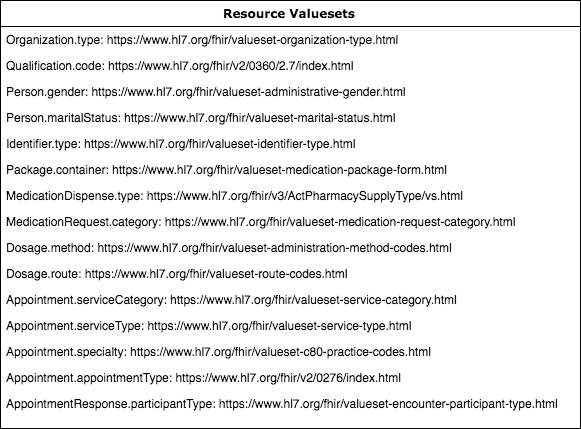 Resource Valuesets
Organization.type: https://www.hl7.org/fhir/valueset-organization-type.html
Qualification.code: https://www.hl7.org/fhir/v2/0360/2.7/index.html
Person.gender: https://www.hl7.org/fhir/valueset-administrative-gender.html
Person.maritalStatus: https://www.hl7.org/fhir/valueset-marital-status.html
Identifier.type: https://www.hl7.org/fhir/valueset-identifier-type.html
Package.container: https://www.hl7.org/fhir/valueset-medication-package-form.html
MedicationDispense.type: https://www.hl7.org/fhir/v3/ActPharmacySupplyType/vs.html
MedicationRequest.category: https://www.hl7.org/fhir/valueset-medication-request-category.html
Dosage.method: https://www.hl7.org/fhir/valueset-administration-method-codes.html
Dosage.route: https://www.hl7.org/fhir/valueset-route-codes.html
Appointment.serviceCategory: https://www.hl7.org/fhir/valueset-service-category.html
Appointment.serviceType: https://www.hl7.org/fhir/valueset-service-type.html
Appointment.specialty: https://www.hl7.org/fhir/valueset-c80-practice-codes.html
Appointment.appointmentType: https://www.hl7.org/fhir/v2/0276/index.html
AppointmentResponse.participantType: https://www.hl7.org/fhir/valueset-encounter-participant-type.html